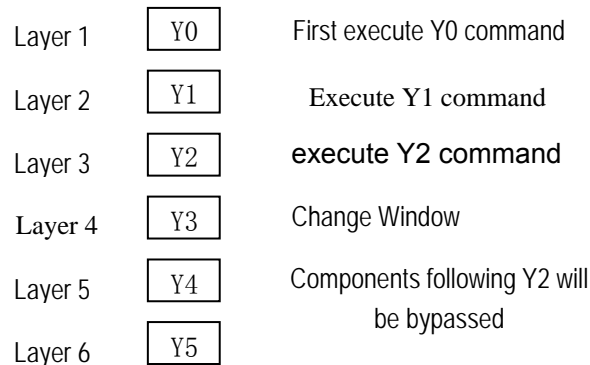 Layer 1 Y0 First execute Y0 command
Layer 2 Y1 Execute Y1 command
Layer 3 Y2 execute Y2 command
Layer 4 Y3 Change Window
Layer 5 Y4 Components following Y2 will
be bypassed
Layer 6 Y5